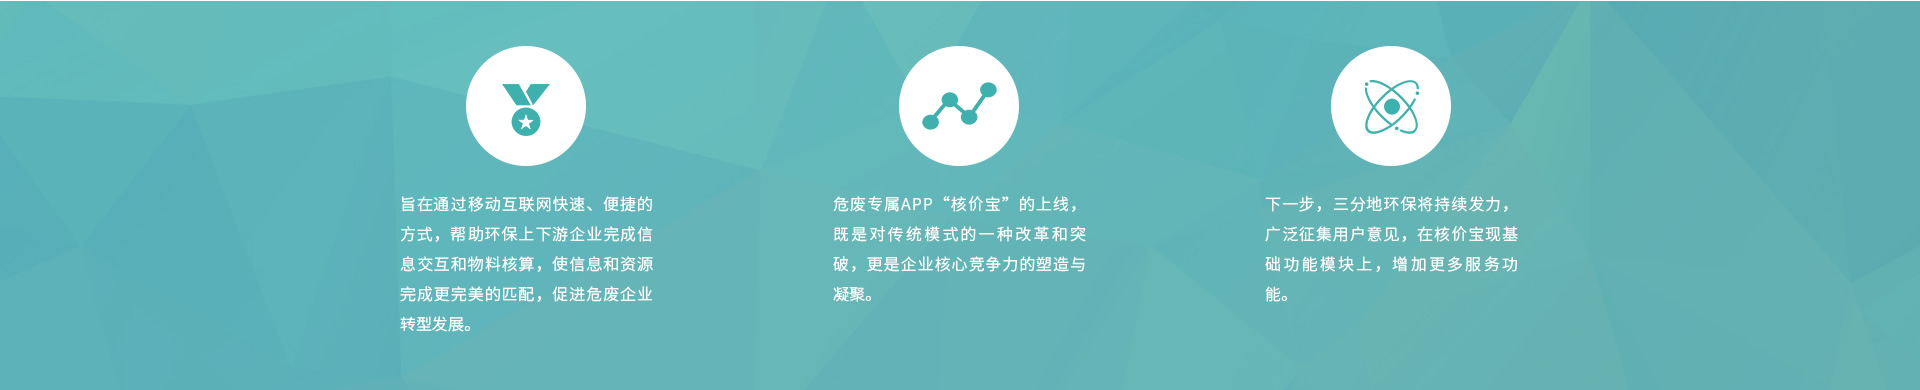 旨在通过移动互联网快速、便捷的
方式，帮助环保上下游企业完成信
息交互和物料核算，使信息和资源
完成更完美的匹配，促进危废企业
转型发展。
危废专属APP“核价宝”的上线，
既是对传统模式的一种改革和突
破，更是企业核心竞争力的塑造与
凝聚。
下一步，三分地环保将持续发力，
广泛征集用户意见，在核价宝现基
础功能模块上，增加更多服务功
能。